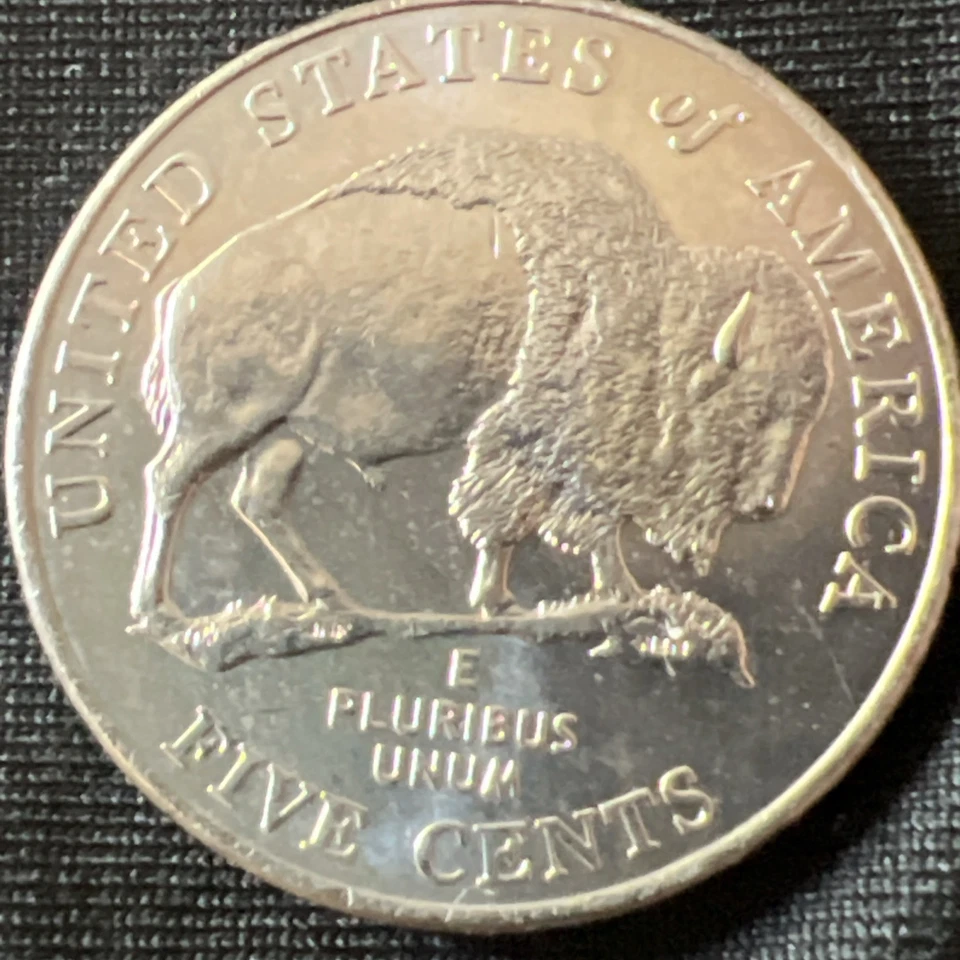 UNITED STATES of AMERICA
E
PLURIBUS
UNUM
FIVE CENTS